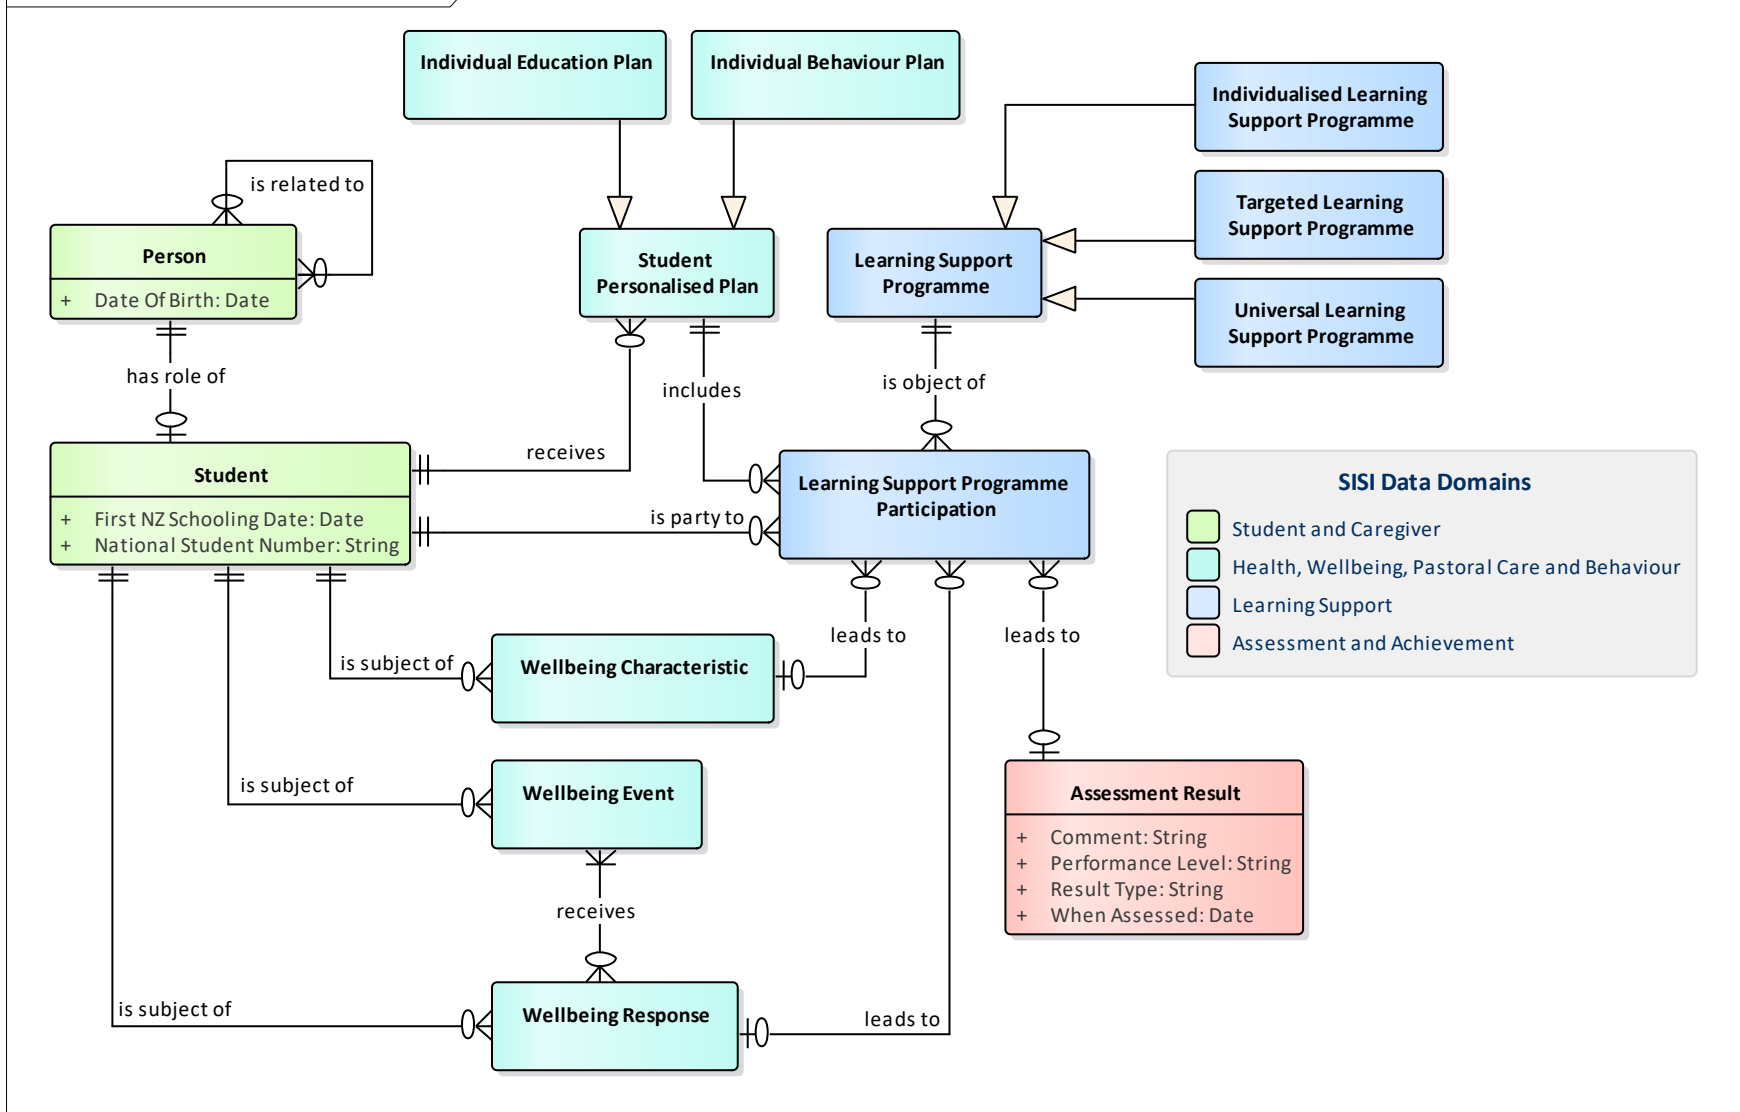 Individual Education Plan
Individual Behaviour Plan
Individualised Learning
Support Programme
is related to
Targeted Learning
Support Programme
Person
+ Date Of Birth: Date
Student
Personalised Plan
Learning Support
Programme
Universal Learning
Support Programme
has role of
includes
is object of
receives
Student
+ First NZ Schooling Date: Date
+ National Student Number: String
is party to
Learning Support Programme
Participation
SISI Data Domains
Student and Caregiver
Health, Wellbeing, Pastoral Care and Behaviour
Learning Support
Assessment and Achievement
leads to
leads to
is subject of
Wellbeing Characteristic
is subject of
Wellbeing Event
Assessment Result
+ Comment: String
+ Performance Level: String
+ Result Type: String
+ When Assessed: Date
receives
is subject of
Wellbeing Response
leads to